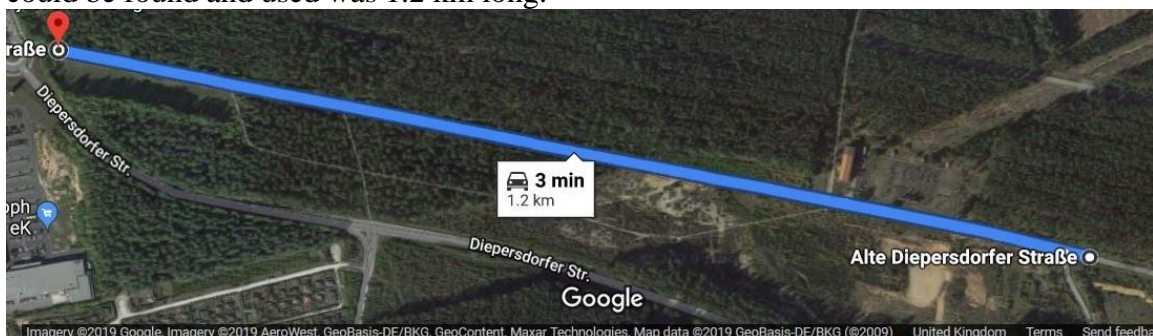 could be found and used was 1.2 km long.
raße
Diepersdorfer Str.
3 min
1.2 km
oph
eK
Diepersdorfer Str.
Alte Diepersdorfer Straße
Google
Imagery ©2019 Google, Imagery ©2019 AeroWest, GeoBasis-DE/BKG, GeoContent, Maxar Technologies, Map data ©2019 GeoBasis-DE/BKG (©2009) United Kingdom Terms Send feedba